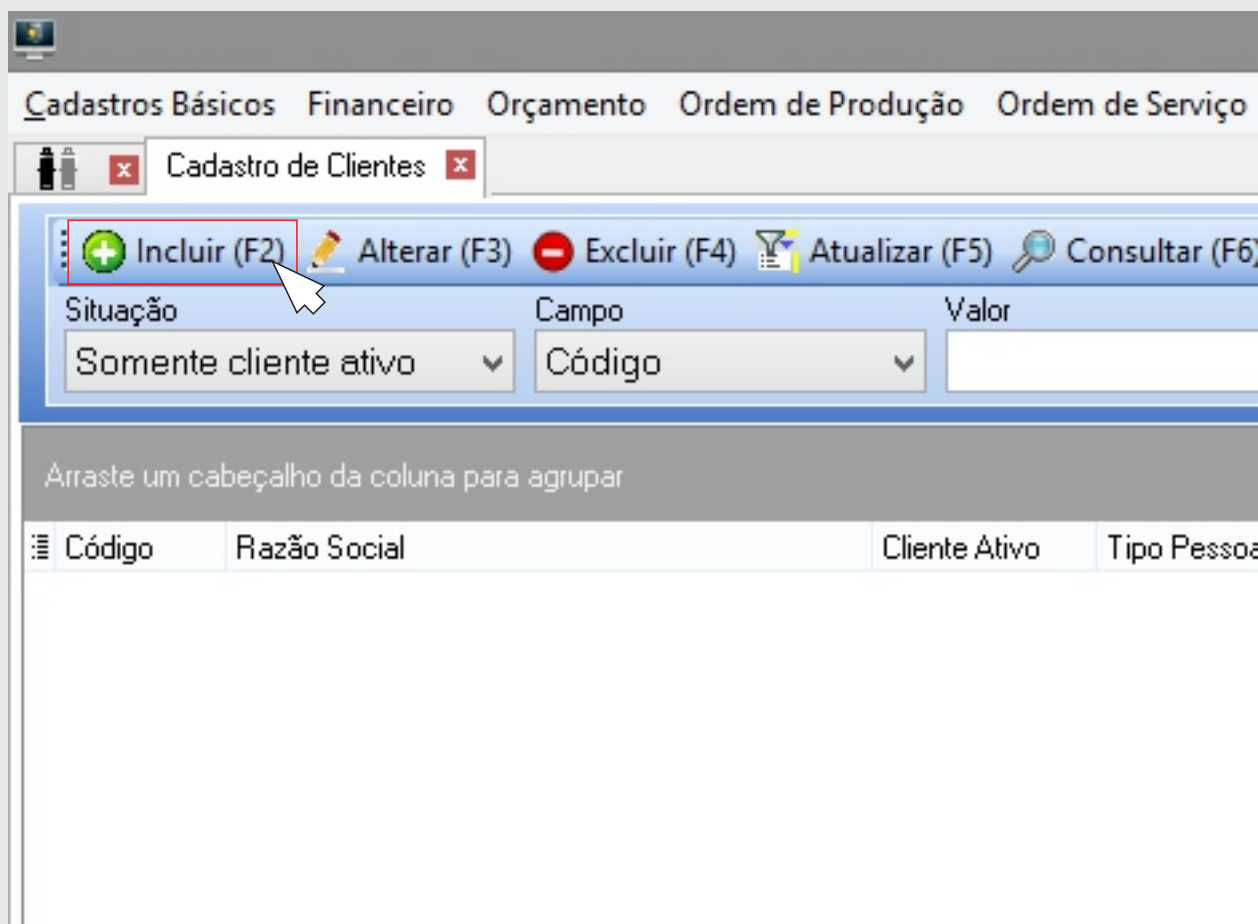 Cadastros Básicos Financeiro Orçamento Ordem de Produção Ordem de Serviço
Cadastro de Clientes
Incluir (F2) Alterar (F3) Excluir (F4) Atualizar (F5) Consultar (F6)
Situação Campo Valor
Somente cliente ativo Código
Arraste um cabeçalho da coluna para agrupar
Código Razão Social Cliente Ativo Tipo Pessoa